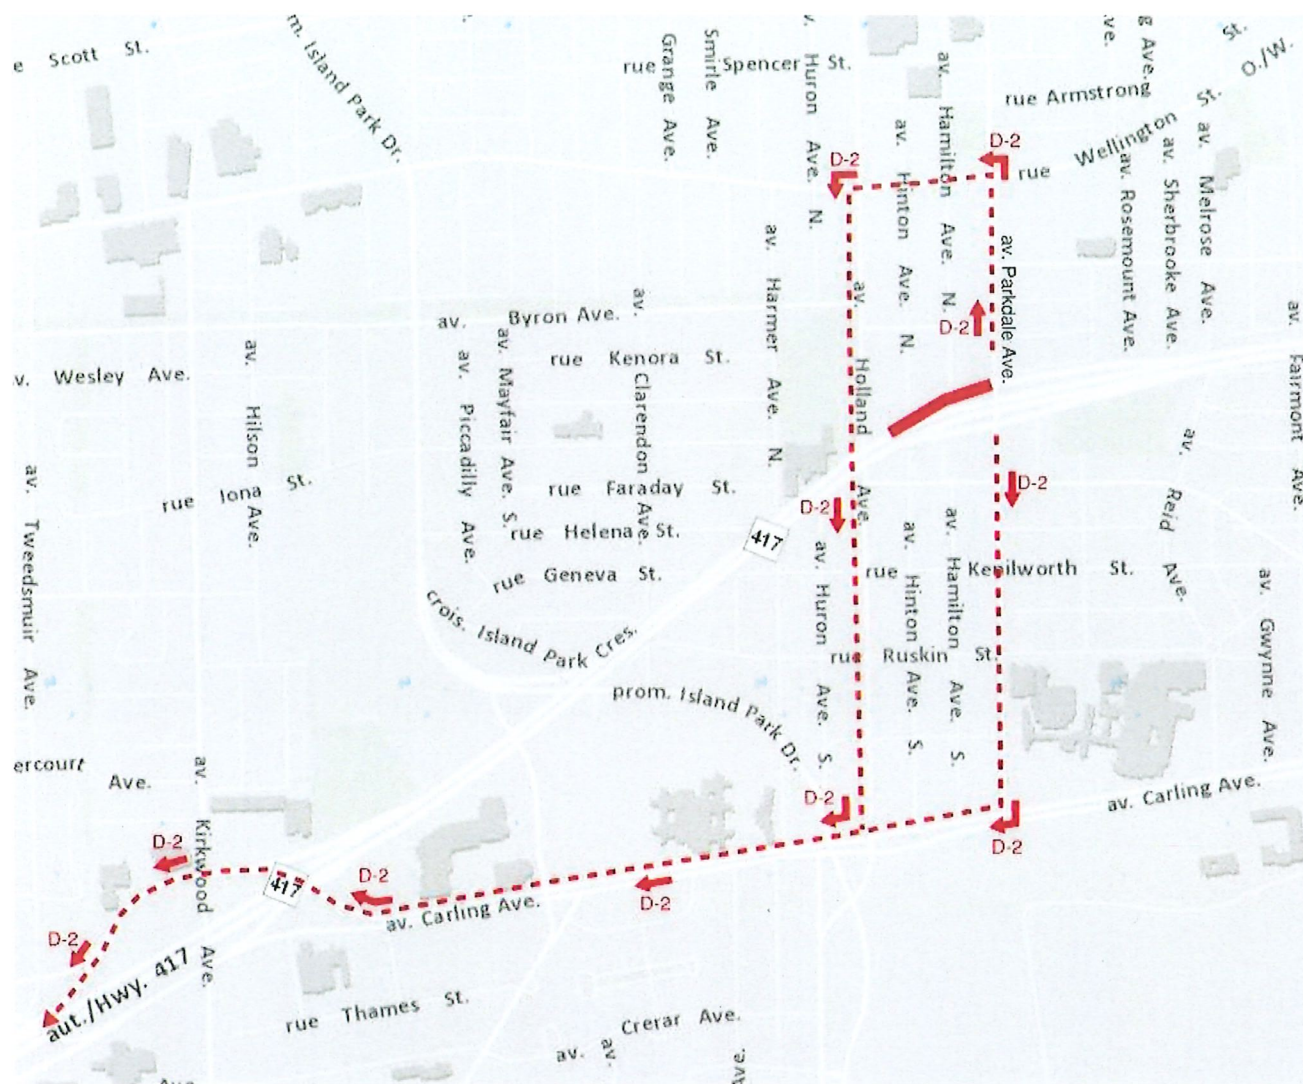 e Scott St.
m. Island Park Dr.
Grange Ave.
Smirle Ave.
rue Spencer St.
v. Huron Ave. N.
av. Hamilton Ave. N.
av. Hinton Ave. N.
ve.
g Ave.
St.
O./W.
rue Armstrong St.
rue Wellington
D-2
D-2
av. Rosemount Ave.
av. Sherbrooke Ave.
av. Melrose Ave.
av. Harmer Ave. N.
av. Holland Ave.
av. Parkdale Ave.
D-2
av. Byron Ave.
rue Kenora St.
v. Wesley Ave.
av. Hilson Ave.
av. Piccadilly Ave.
av. Mayfair Ave. S.
av. Clarendon Ave.
av. Fairmont Ave.
rue Iona St.
rue Faraday St.
rue Helena St.
rue Geneva St.
417
D-2
D-2
av. Reid Ave.
av. Tweedsmuir Ave.
crois. Island Park Cres.
prom. Island Park Dr.
av. Huron Ave. S.
av. Hinton Ave. S.
av. Hamilton Ave. S.
rue Kenilworth St.
rue Ruskin St.
av. Gwynne Ave.
ercourt Ave.
av. Kirkwood Ave.
D-2
D-2
av. Carling Ave.
D-2
417
D-2
D-2
av. Carling Ave.
D-2
aut./Hwy. 417
rue Thames St.
av. Crerar Ave.
av.